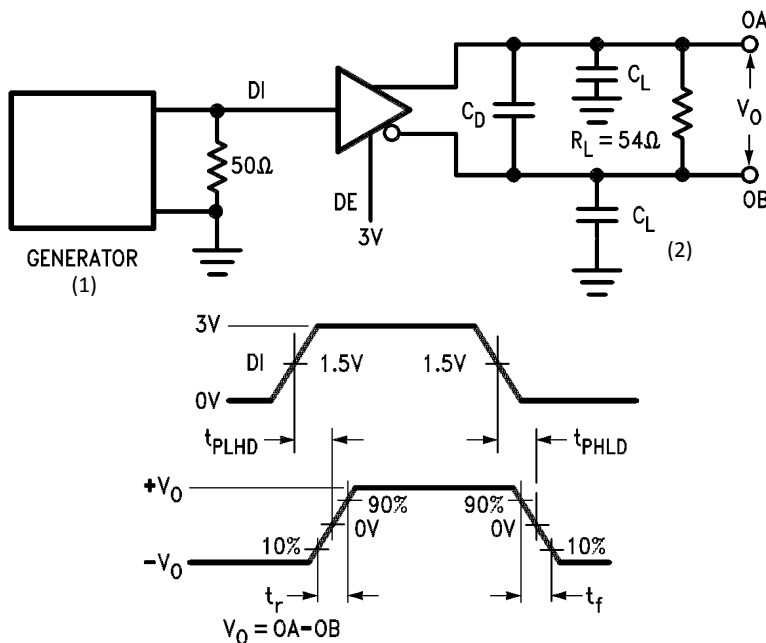 OA
DI
C_L
C_D
V_O
50Ω
R_L = 54Ω
DE
3V
OB
C_L
GENERATOR
(1)
(2)
3V
DI
1.5V
1.5V
0V
t_PLHD
t_PHLD
+V_O
90%
90%
0V
0V
10%
10%
-V_O
t_r
t_f
V_O = OA-OB